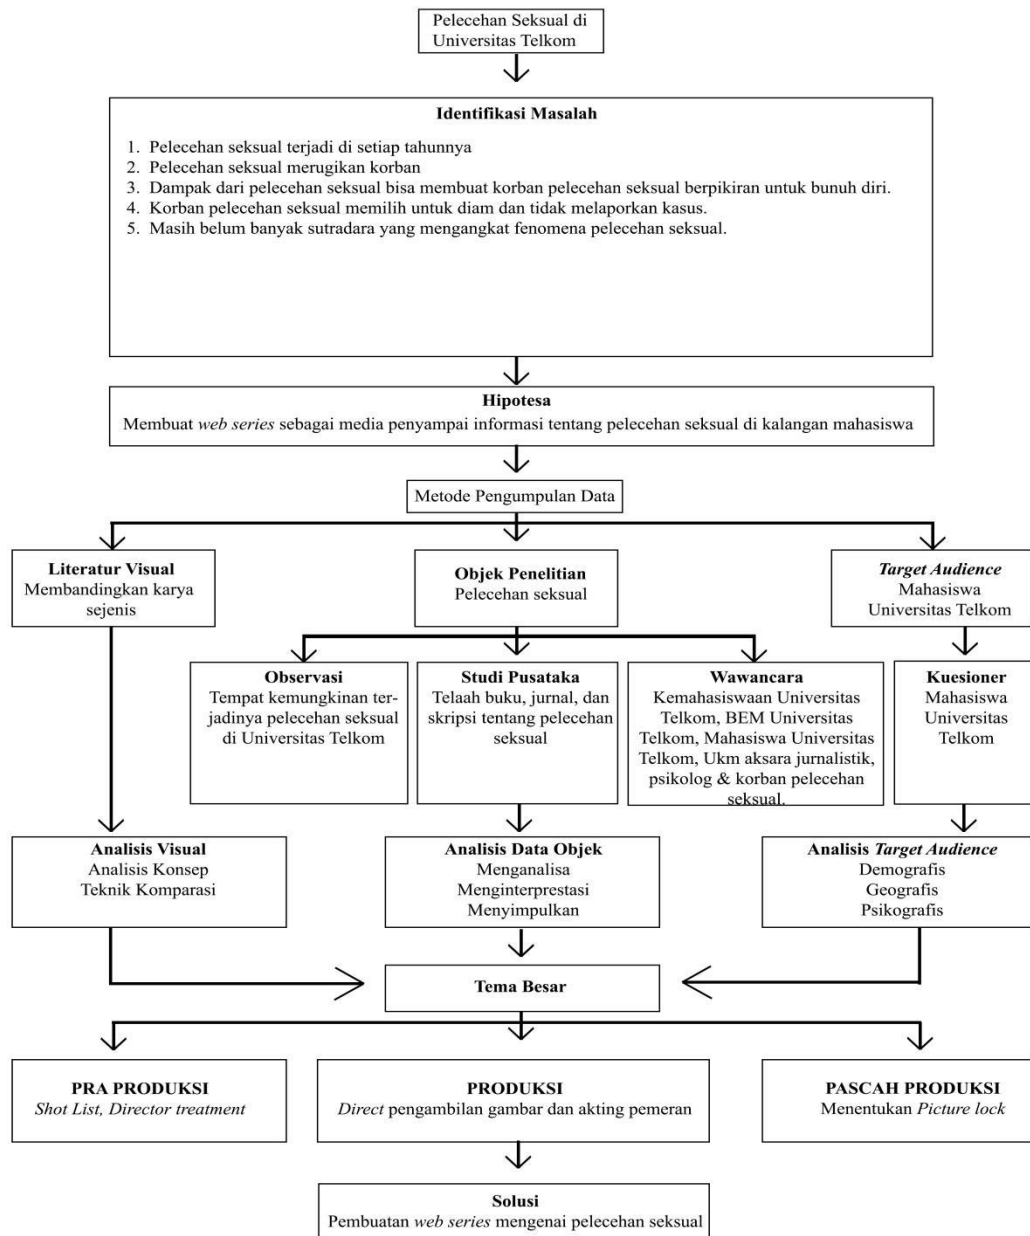 Pelecehan Seksual di
Universitas Telkom
Identifikasi Masalah
1. Pelecehan seksual terjadi di setiap tahunnya
2. Pelecehan seksual merugikan korban
3. Dampak dari pelecehan seksual bisa membuat korban pelecehan seksual berpikiran untuk bunuh diri.
4. Korban pelecehan seksual memilih untuk diam dan tidak melaporkan kasus.
5. Masih belum banyak sutradara yang mengangkat fenomena pelecehan seksual.
Hipotesa
Membuat web series sebagai media penyampai informasi tentang pelecehan seksual di kalangan mahasiswa
Metode Pengumpulan Data
Literatur Visual
Membandingkan karya
sejenis
Objek Penelitian
Pelecehan seksual
Target Audience
Mahasiswa
Universitas Telkom
Observasi
Tempat kemungkinan ter-
jadinya pelecehan seksual
di Universitas Telkom
Studi Pusataka
Telaah buku, jurnal, dan
skripsi tentang pelecehan
seksual
Wawancara
Kemahasiswaan Universitas
Telkom, BEM Universitas
Telkom, Mahasiswa Universitas
Telkom, Ukm aksara jurnalistik,
psikolog & korban pelecehan
seksual.
Kuesioner
Mahasiswa
Universitas
Telkom
Analisis Visual
Analisis Konsep
Teknik Komparasi
Analisis Data Objek
Menganalisa
Menginterprestasi
Menyimpulkan
Analisis Target Audience
Demografis
Geografis
Psikografis
Tema Besar
PRA PRODUKSI
Shot List, Director treatment
PRODUKSI
Direct pengambilan gambar dan akting pemeran
PASCAH PRODUKSI
Menentukan Picture lock
Solusi
Pembuatan web series mengenai pelecehan seksual